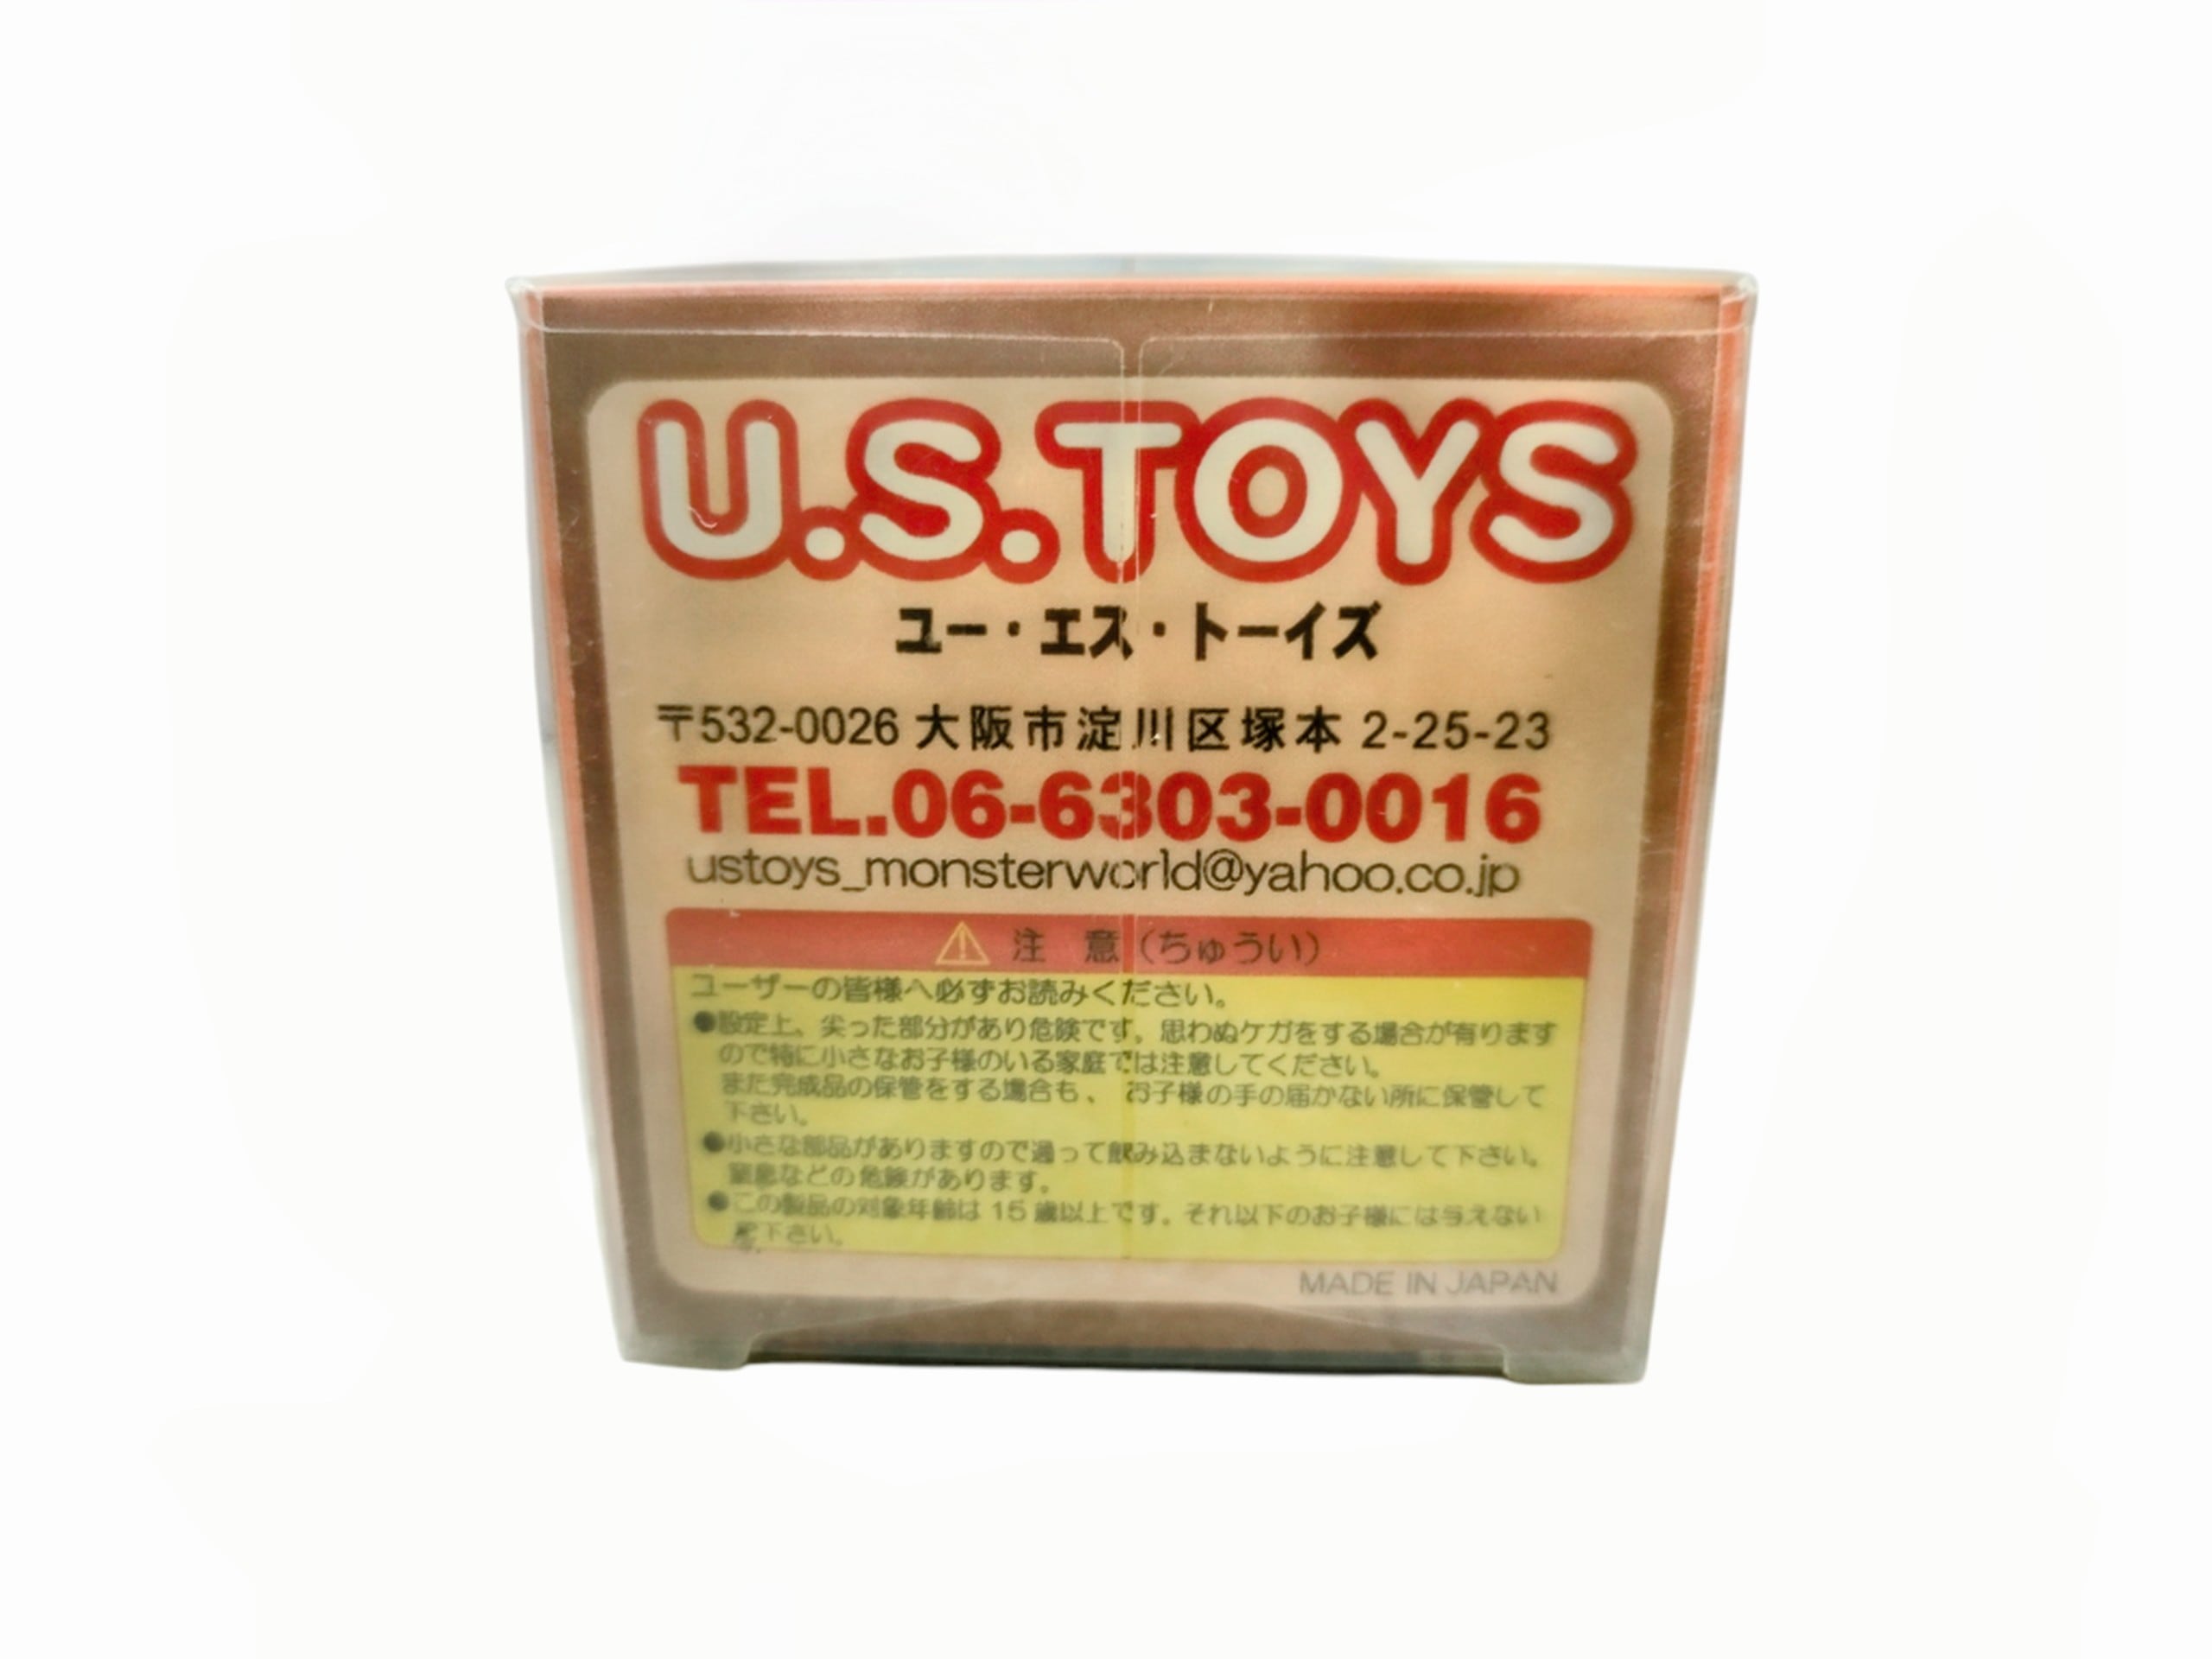 U.S.TOYS
ユー・エス・トーイズ
〒532-0026 大阪市淀川区塚本 2-25-23
TEL.06-6303-0016
ustoys_monsterworld@yahoo.co.jp
⚠ 注 意（ちゅうい）
ユーザーの皆様へ必ずお読みください。
●設定上、尖った部分があり危険です。思わぬケガをする場合が有ります
ので特に小さなお子様のいる家庭では注意してください。
また完成品の保管をする場合も、お子様の手の届かない所に保管して
下さい。
●小さな部品がありますので過って飲み込まないように注意して下さい。
窒息などの危険があります。
●この製品の対象年齢は 15 歳以上です。それ以下のお子様には与えない
下さい。
MADE IN JAPAN